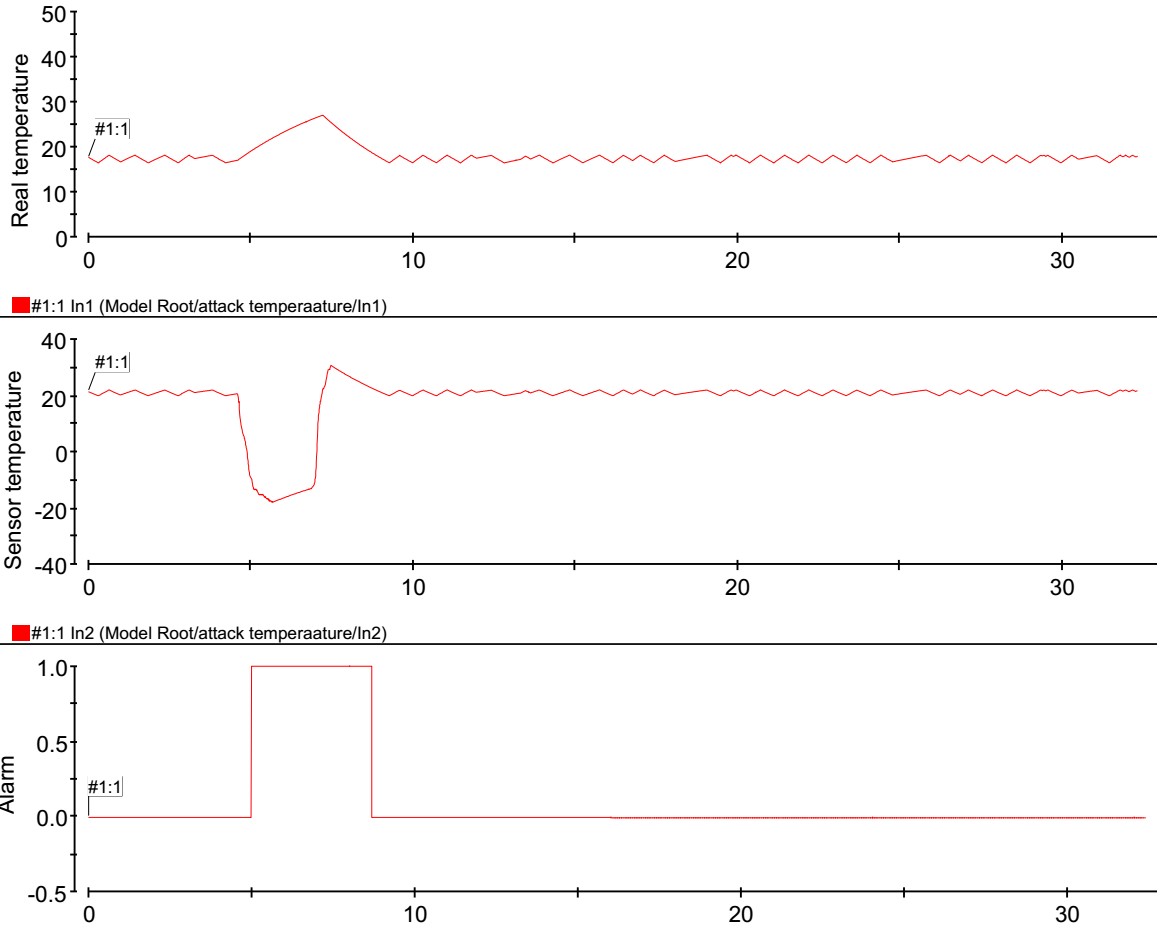 50
40
30
20
10
0
Real temperature
#1:1
0 10 20 30
#1:1 In1 (Model Root/attack temperaature/In1)
40
20
0
-20
-40
Sensor temperature
#1:1
0 10 20 30
#1:1 In2 (Model Root/attack temperaature/In2)
1.0
0.5
0.0
-0.5
Alarm
#1:1
0 10 20 30